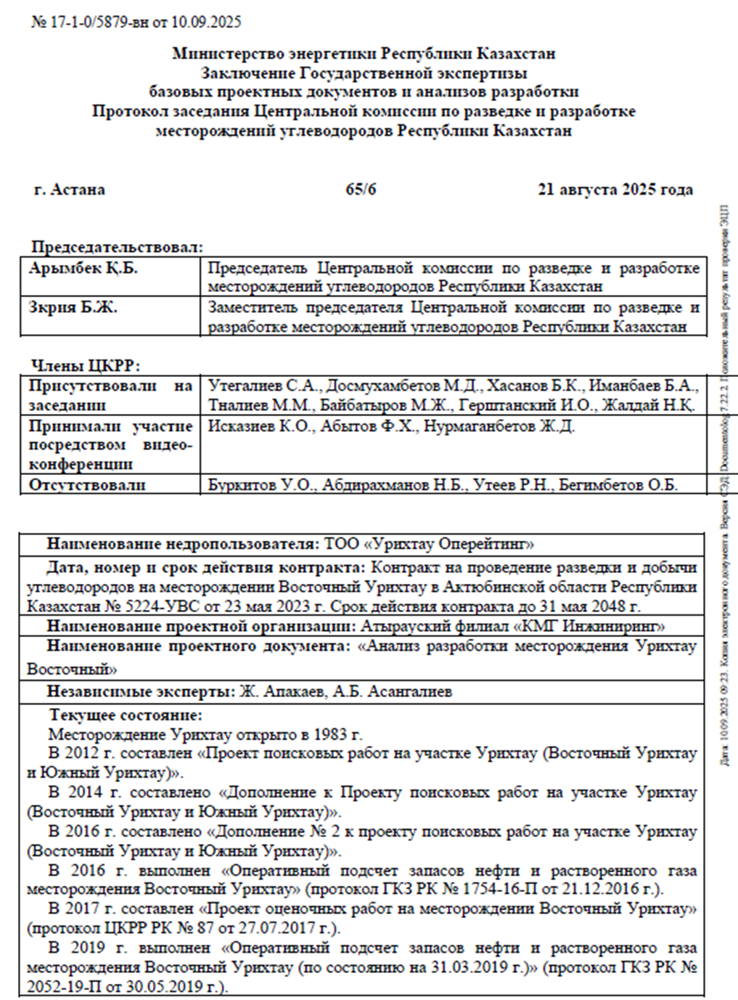 № 17-1-0/5879-вн от 10.09.2025
Министерство энергетики Республики Казахстан
Заключение Государственной экспертизы
базовых проектных документов и анализов разработки
Протокол заседания Центральной комиссии по разведке и разработке
месторождений углеводородов Республики Казахстан
г. Астана 65/6 21 августа 2025 года
Председательствовал:
Арымбек Қ.Б. Председатель Центральной комиссии по разведке и разработке
месторождений углеводородов Республики Казахстан
Зкрия Б.Ж. Заместитель председателя Центральной комиссии по разведке и
разработке месторождений углеводородов Республики Казахстан
Члены ЦКРР:
Присутствовали на Утегалиев С.А., Досмухамбетов М.Д., Хасанов Б.К., Иманбаев Б.А.,
заседании Тналиев М.М., Байбатыров М.Ж., Герштанский И.О., Жалдай Н.Қ.
Принимали участие Исказиев К.О., Абытов Ф.Х., Нурмаганбетов Ж.Д.
посредством видео-
конференции
Отсутствовали Буркитов У.О., Абдирахманов Н.Б., Утеев Р.Н., Бегимбетов О.Б.
Наименование недропользователя: ТОО «Урихтау Оперейтинг»
Дата, номер и срок действия контракта: Контракт на проведение разведки и добычи
углеводородов на месторождении Восточный Урихтау в Актюбинской области Республики
Казахстан № 5224-УВС от 23 мая 2023 г. Срок действия контракта до 31 мая 2048 г.
Наименование проектной организации: Атырауский филиал «КМГ Инжиниринг»
Наименование проектного документа: «Анализ разработки месторождения Урихтау
Восточный»
Независимые эксперты: Ж. Апакаев, А.Б. Асангалиев
Текущее состояние:
Месторождение Урихтау открыто в 1983 г.
В 2012 г. составлен «Проект поисковых работ на участке Урихтау (Восточный Урихтау
и Южный Урихтау)».
В 2014 г. составлено «Дополнение к Проекту поисковых работ на участке Урихтау
(Восточный Урихтау и Южный Урихтау)».
В 2016 г. составлено «Дополнение № 2 к проекту поисковых работ на участке Урихтау
(Восточный Урихтау и Южный Урихтау)».
В 2016 г. выполнен «Оперативный подсчет запасов нефти и растворенного газа
месторождения Восточный Урихтау» (протокол ГКЗ РК № 1754-16-П от 21.12.2016 г.).
В 2017 г. составлен «Проект оценочных работ на месторождении Восточный Урихтау»
(протокол ЦКРР РК № 87 от 27.07.2017 г.).
В 2019 г. выполнен «Оперативный подсчет запасов нефти и растворенного газа
месторождения Восточный Урихтау (по состоянию на 31.03.2019 г.)» (протокол ГКЗ РК №
2052-19-П от 30.05.2019 г.).
Дата: 10.09.2025 09:23. Копия электронного документа. Версия СЭД: Documentolog 7.22.2. Положительный результат проверки ЭЦП